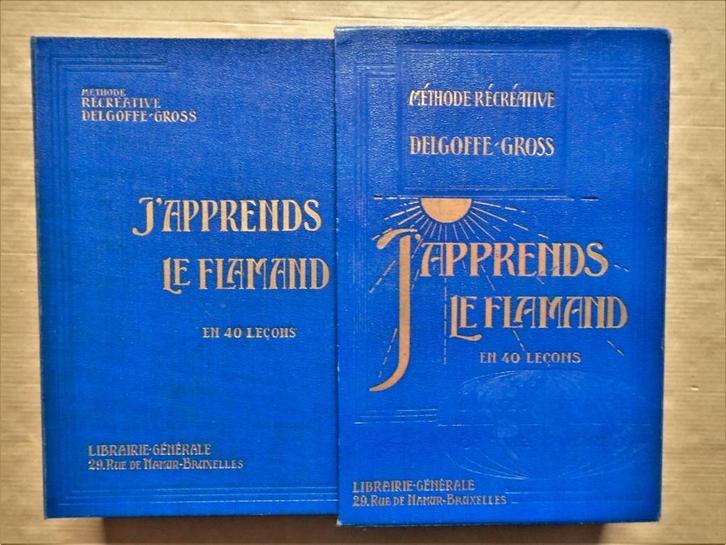 MÉTHODE
RÉCRÉATIVE
DELGOFFE-GROSS
J'APPRENDS
LE FLAMAND
EN 40 LEÇONS
LIBRAIRIE-GÉNÉRALE
29, RUE DE NAMUR-BRUXELLES
MÉTHODE RÉCRÉATIVE
DELGOFFE-GROSS
J'APPRENDS
LE FLAMAND
EN 40 LEÇONS
LIBRAIRIE-GÉNÉRALE
29, RUE DE NAMUR-BRUXELLES